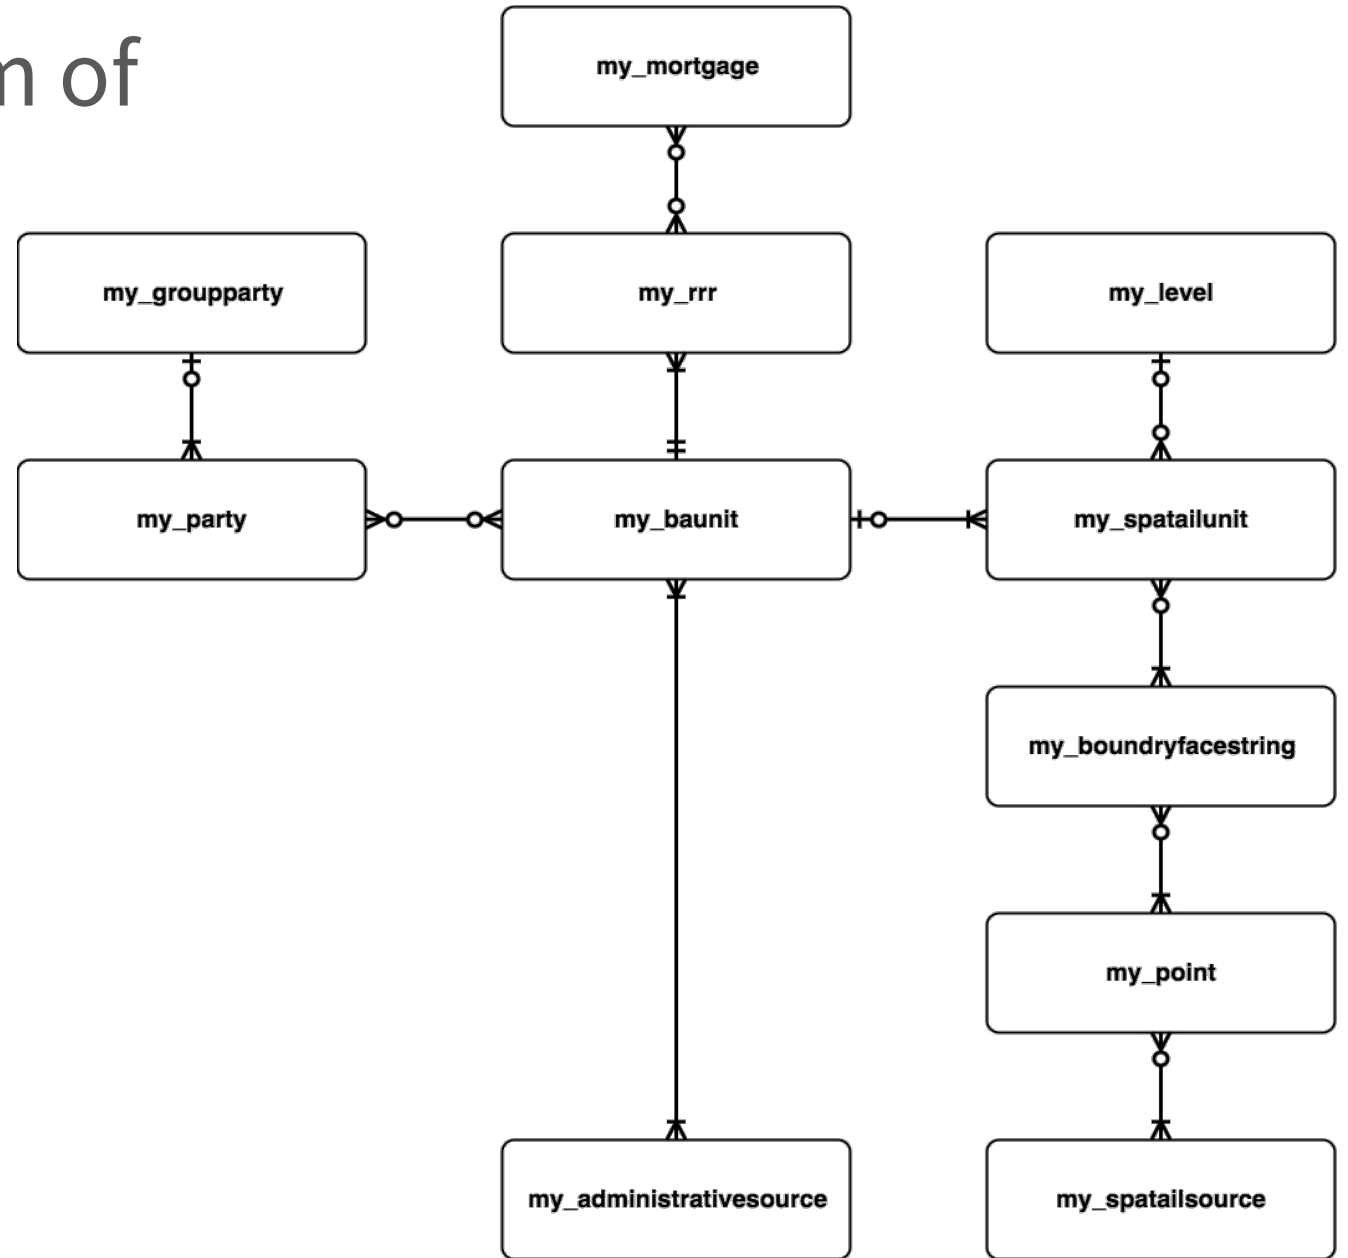 m of
my_mortgage
my_groupparty
my_rrr
my_level
my_party
my_baunit
my_spatailunit
my_boundryfacestring
my_point
my_administrativesource
my_spatailsource